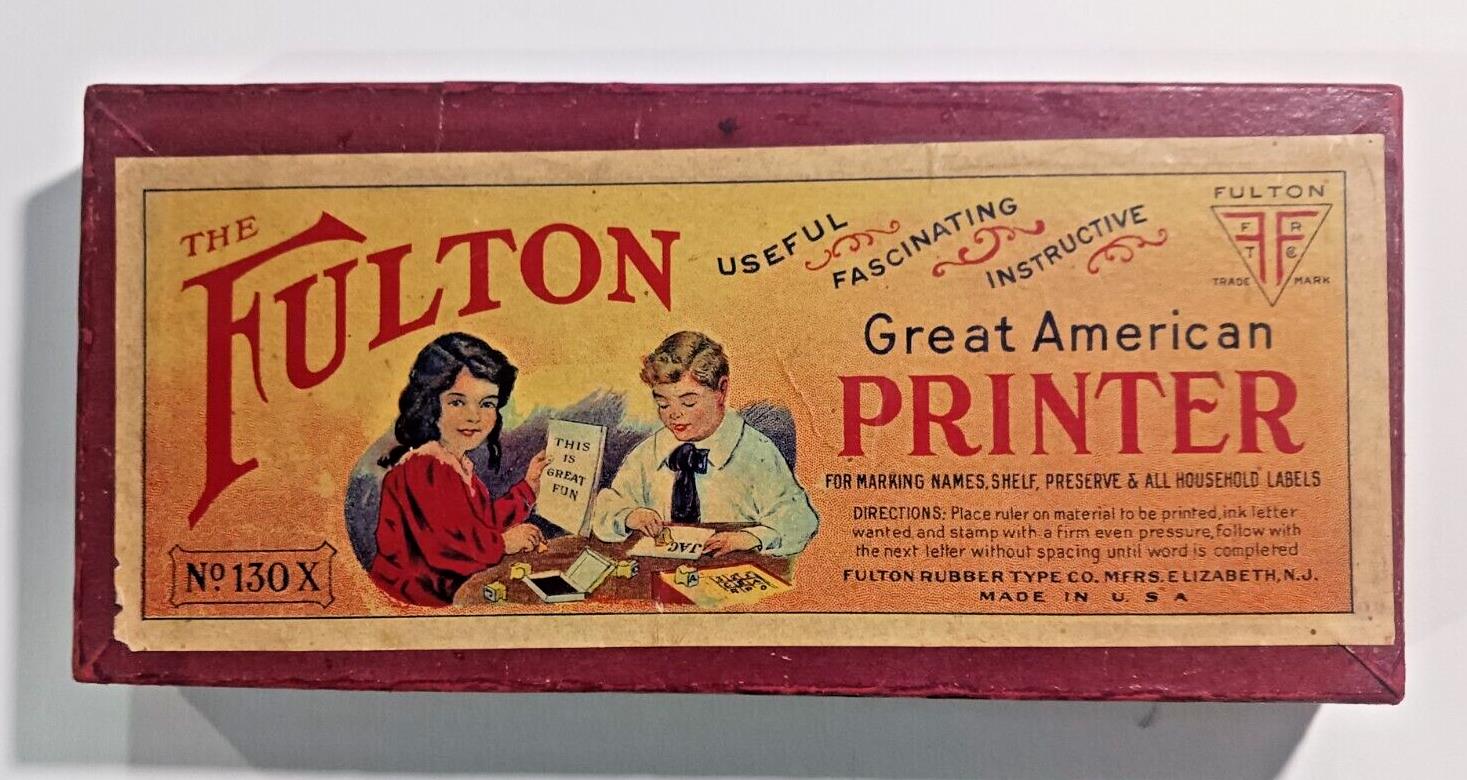 THE
FULTON
USEFUL
FASCINATING
INSTRUCTIVE
FULTON
F R
T Co
TRADE MARK
Great American
PRINTER
THIS
IS
GREAT
FUN
JAC
FOR MARKING NAMES, SHELF, PRESERVE & ALL HOUSEHOLD LABELS
DIRECTIONS: Place ruler on material to be printed, ink letter
wanted, and stamp with a firm even pressure, follow with
the next letter without spacing until word is completed
FULTON RUBBER TYPE CO. MFRS. ELIZABETH, N.J.
MADE IN U. S A
No 130 X
A